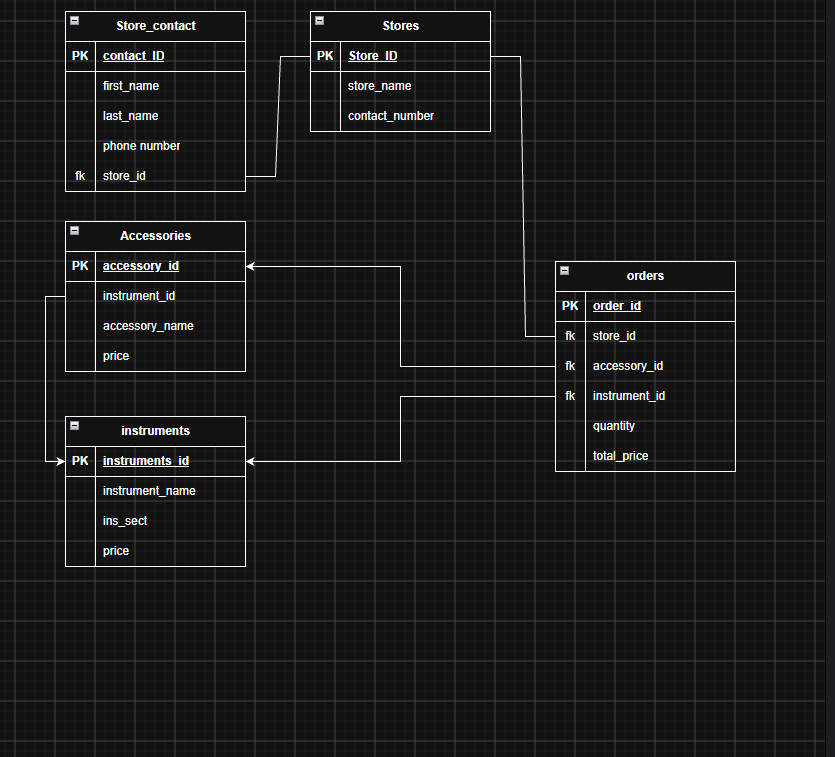 Store_contact
PK contact_ID
first_name
last_name
phone number
fk store_id
Stores
PK Store_ID
store_name
contact_number
Accessories
PK accessory_id
instrument_id
accessory_name
price
instruments
PK instruments_id
instrument_name
ins_sect
price
orders
PK order_id
fk store_id
fk accessory_id
fk instrument_id
quantity
total_price